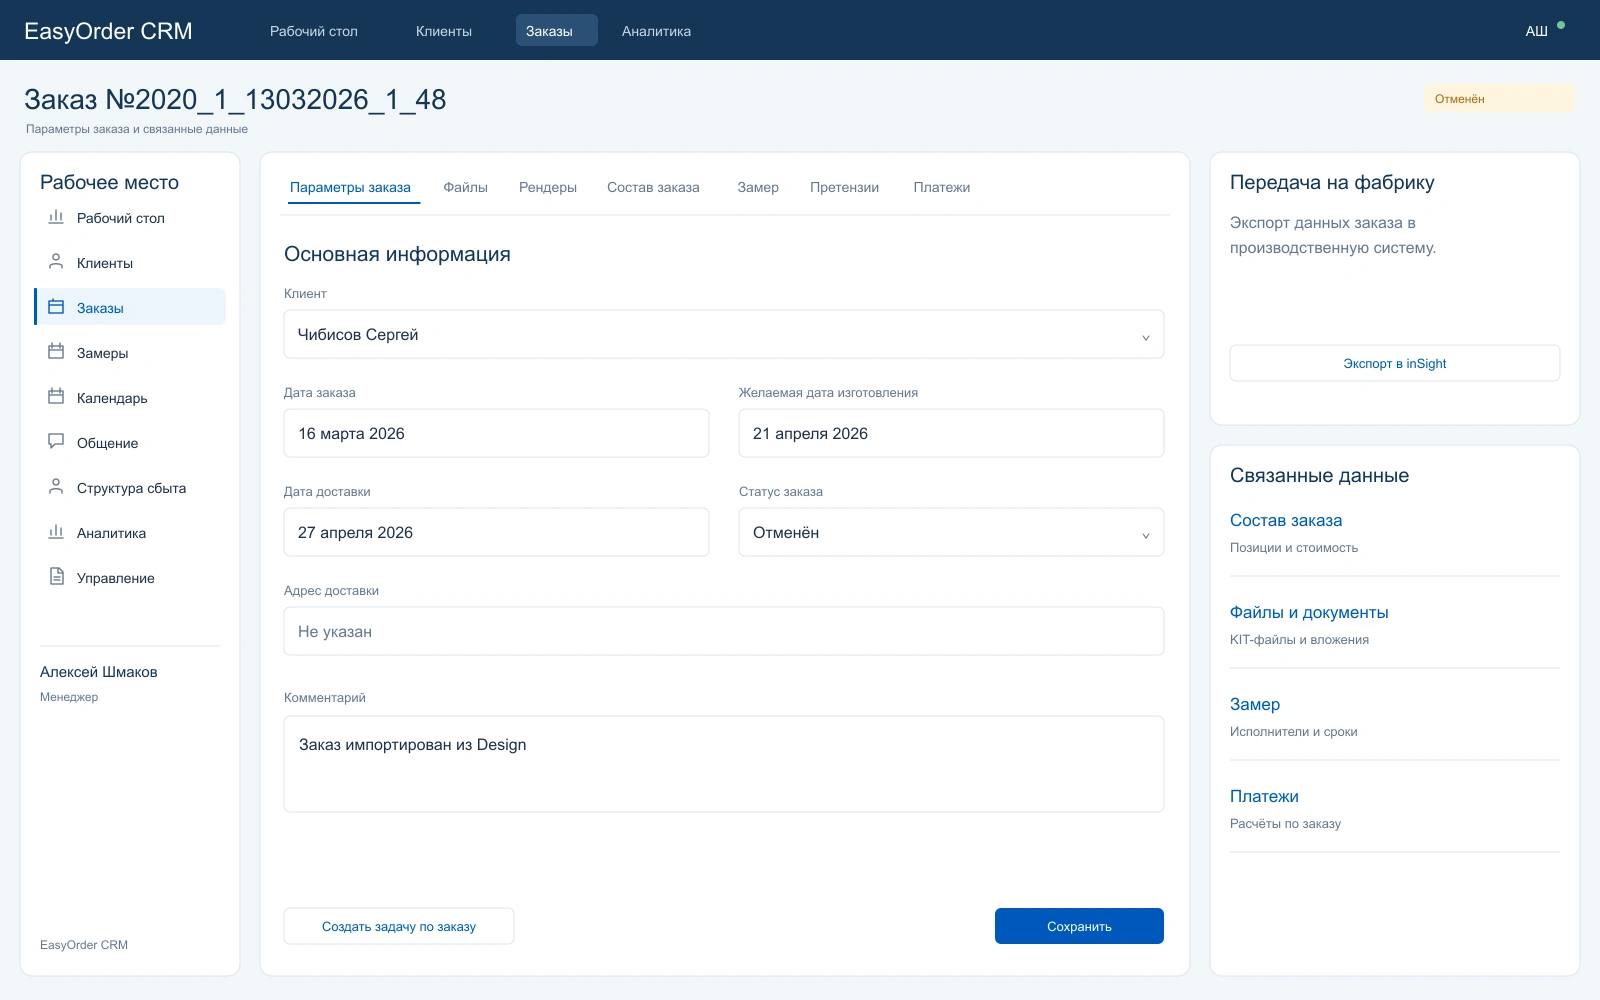 EasyOrder CRM
Рабочий стол
Клиенты
Заказы
Аналитика
АШ
Заказ №2020_1_13032026_1_48
Параметры заказа и связанные данные
Отменён
Рабочее место
Рабочий стол
Клиенты
Заказы
Замеры
Календарь
Общение
Структура сбыта
Аналитика
Управление
Алексей Шмаков
Менеджер
EasyOrder CRM
Параметры заказа
Файлы
Рендеры
Состав заказа
Замер
Претензии
Платежи
Основная информация
Клиент
Чибисов Сергей
Дата заказа
16 марта 2026
Желаемая дата изготовления
21 апреля 2026
Дата доставки
27 апреля 2026
Статус заказа
Отменён
Адрес доставки
Не указан
Комментарий
Заказ импортирован из Design
Создать задачу по заказу
Сохранить
Передача на фабрику
Экспорт данных заказа в
производственную систему.
Экспорт в inSight
Связанные данные
Состав заказа
Позиции и стоимость
Файлы и документы
KIT-файлы и вложения
Замер
Исполнители и сроки
Платежи
Расчёты по заказу